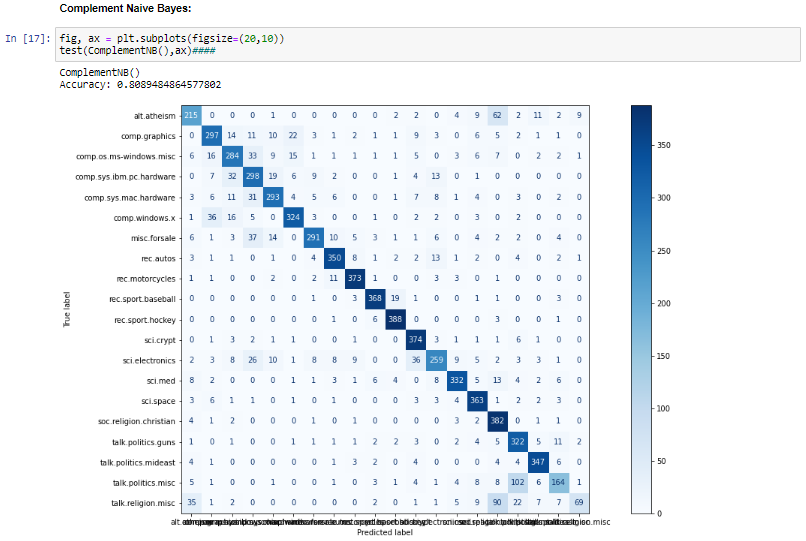 Complement Naive Bayes:
In [17]: fig, ax = plt.subplots(figsize=(20,10))
test(ComplementNB(),ax)####
ComplementNB()
Accuracy: 0.8089484864577802
alt.atheism 215 0 0 0 1 0 0 0 0 0 2 2 0 4 9 62 2 11 2 9
comp.graphics 0 297 14 11 10 22 3 1 2 1 1 9 3 0 6 5 2 1 1 0
350
comp.os.ms-windows.misc 6 16 284 33 9 15 1 1 1 1 1 5 0 3 6 7 0 2 2 1
comp.sys.ibm.pc.hardware 0 7 32 298 19 6 9 2 0 0 1 4 13 0 1 0 0 0 0 0
300
comp.sys.mac.hardware 3 6 11 31 293 4 5 6 0 0 1 7 8 1 4 0 3 0 2 0
comp.windows.x 1 36 16 5 0 324 3 0 0 1 0 2 2 0 3 0 2 0 0 0
misc.forsale 6 1 3 37 14 0 291 10 5 3 1 1 6 0 4 2 2 0 4 0
250
rec.autos 3 1 1 0 1 0 4 350 8 1 2 2 13 1 2 0 4 0 2 1
rec.motorcycles 1 1 0 0 2 0 2 11 373 1 0 0 3 3 0 1 0 0 0 0
rec.sport.baseball 0 0 0 0 0 0 1 0 3 368 19 1 0 0 1 1 0 0 3 0
200
True label
rec.sport.hockey 0 0 0 0 0 0 0 0 1 6 388 0 0 0 0 3 0 0 1 0
sci.crypt 0 1 3 2 1 1 0 0 1 0 0 374 3 1 1 1 6 1 0 0
sci.electronics 2 3 8 26 10 1 8 8 9 0 0 36 259 9 5 2 3 3 1 0
150
sci.med 8 2 0 0 0 1 1 3 1 6 4 0 8 332 5 13 4 2 6 0
sci.space 3 6 1 1 0 1 0 1 0 0 0 3 3 4 363 1 2 2 3 0
100
soc.religion.christian 4 1 2 0 0 0 1 0 1 0 0 0 0 3 2 382 0 1 1 0
talk.politics.guns 1 0 1 0 0 1 1 1 2 2 3 2 0 4 5 322 5 11 2
talk.politics.mideast 4 1 0 0 0 0 0 1 3 2 0 4 0 0 0 4 4 347 6 0
50
talk.politics.misc 5 1 0 0 0 0 0 1 3 1 4 1 4 8 8 102 6 164 1
talk.religion.misc 35 1 2 0 0 0 0 0 2 0 1 1 5 9 90 22 7 7 69
0
Predicted label